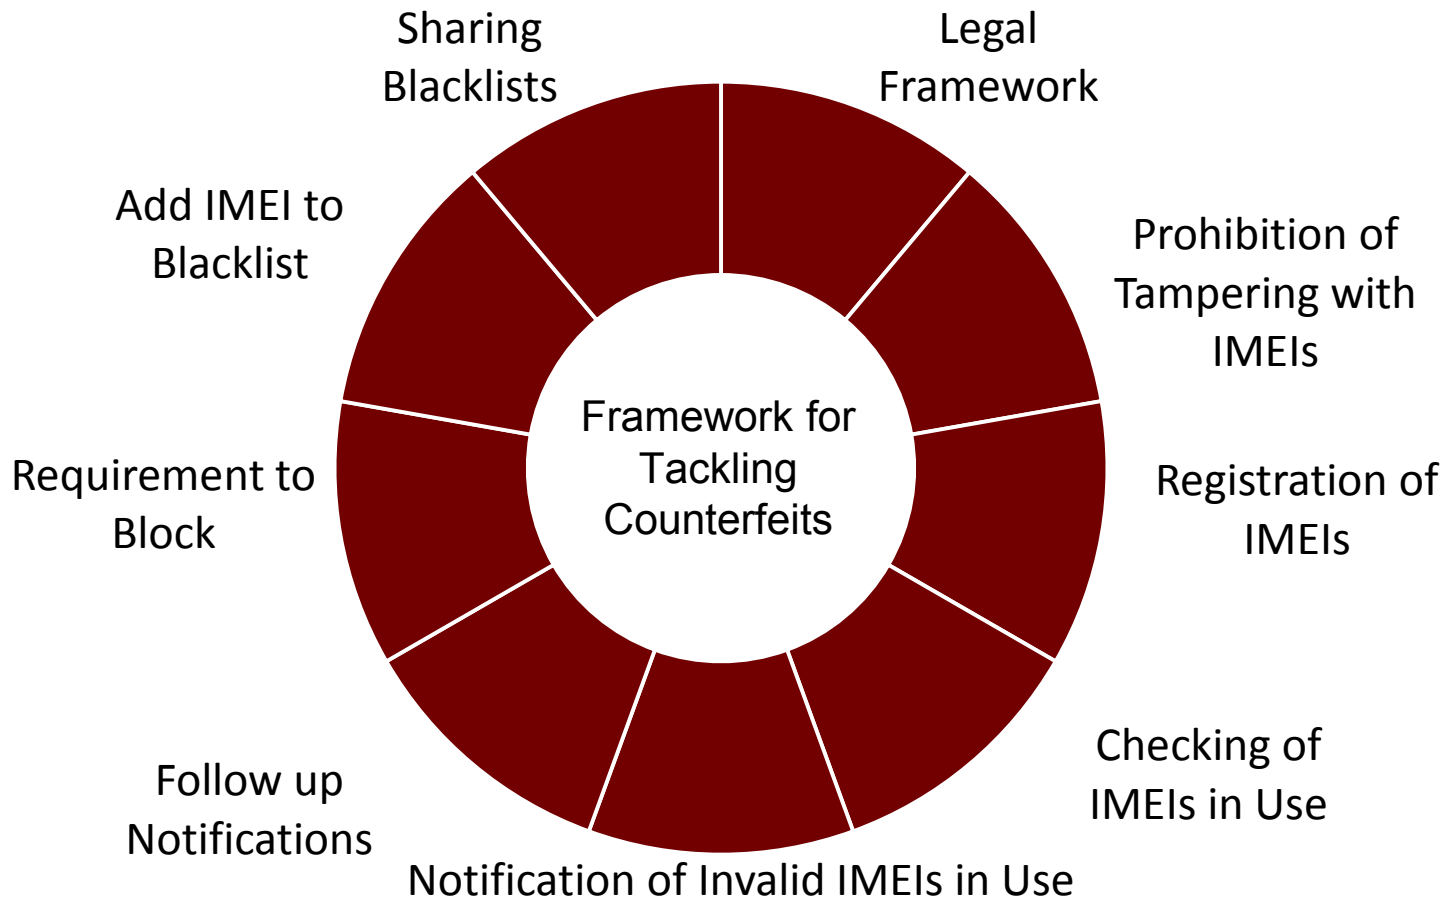 Sharing
Blacklists
Legal
Framework
Add IMEI to
Blacklist
Prohibition of
Tampering with
IMEIs
Framework for
Tackling
Counterfeits
Requirement to
Block
Registration of
IMEIs
Follow up
Notifications
Checking of
IMEIs in Use
Notification of Invalid IMEIs in Use